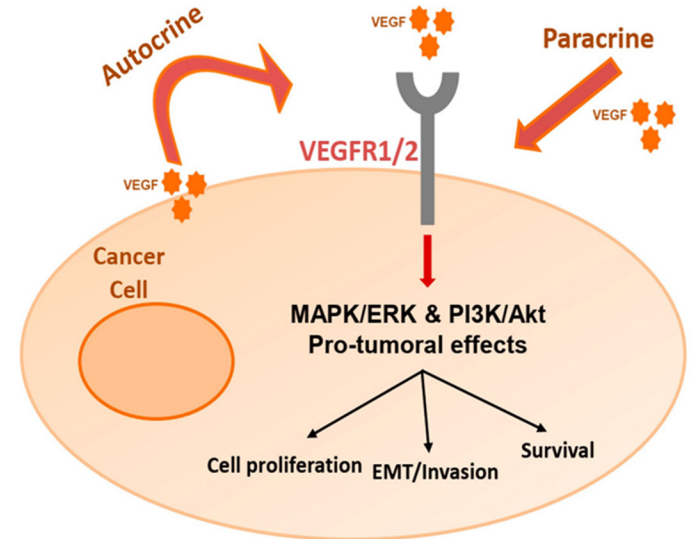 Autocrine
VEGF
Paracrine
VEGF
VEGFR1/2
VEGF
Cancer
Cell
MAPK/ERK & PI3K/Akt
Pro-tumoral effects
Cell proliferation
EMT/Invasion
Survival